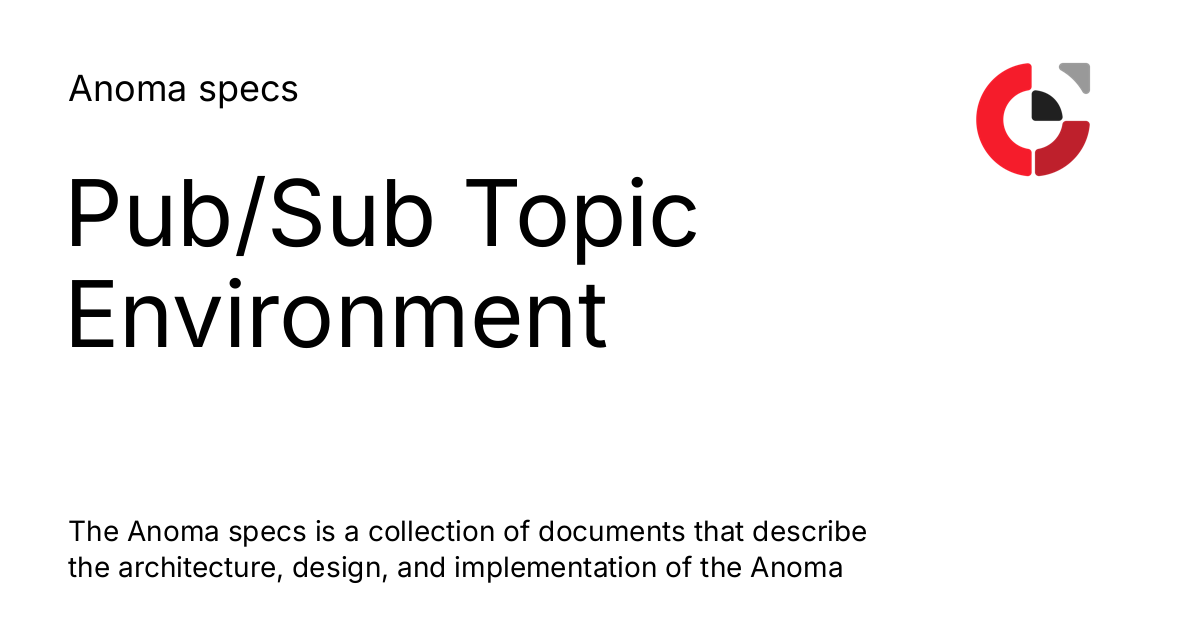 Anoma specs
Pub/Sub Topic
Environment
The Anoma specs is a collection of documents that describe
the architecture, design, and implementation of the Anoma